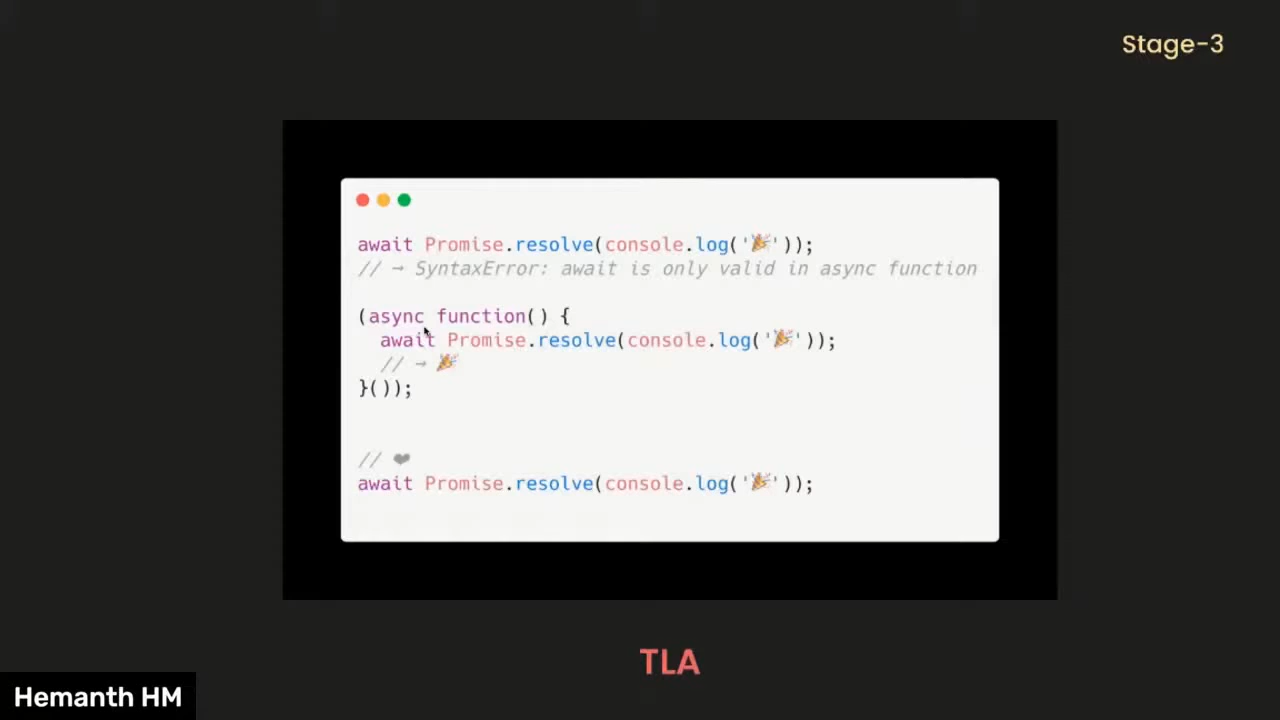 Stage-3
await Promise.resolve(console.log('🎉'));
// → SyntaxError: await is only valid in async function
(async function() {
  await Promise.resolve(console.log('🎉'));
  // → 🎉
}());
// ❤
await Promise.resolve(console.log('🎉'));
TLA
Hemanth HM